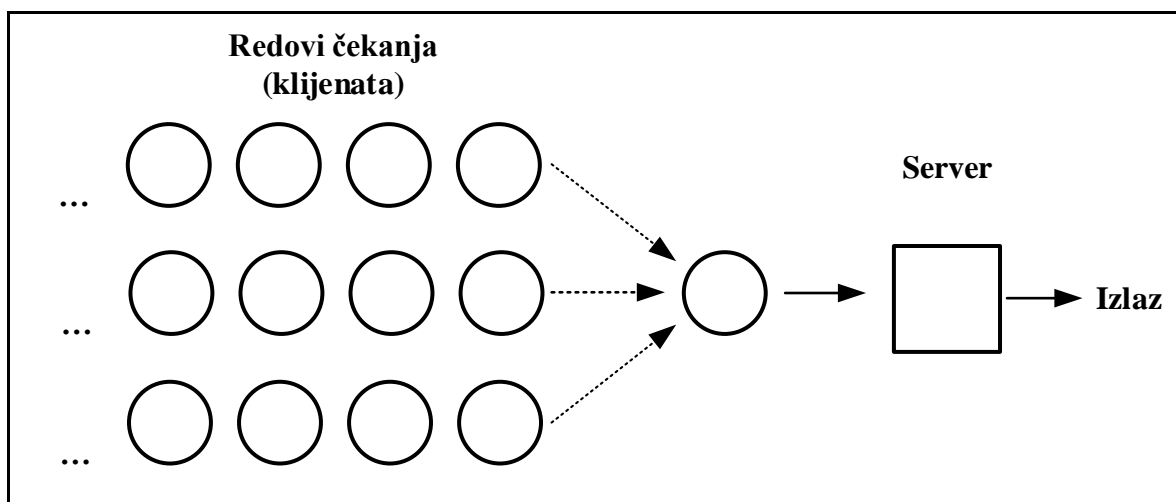 Redovi čekanja
(klijenata)
Server
...
...
Izlaz
...